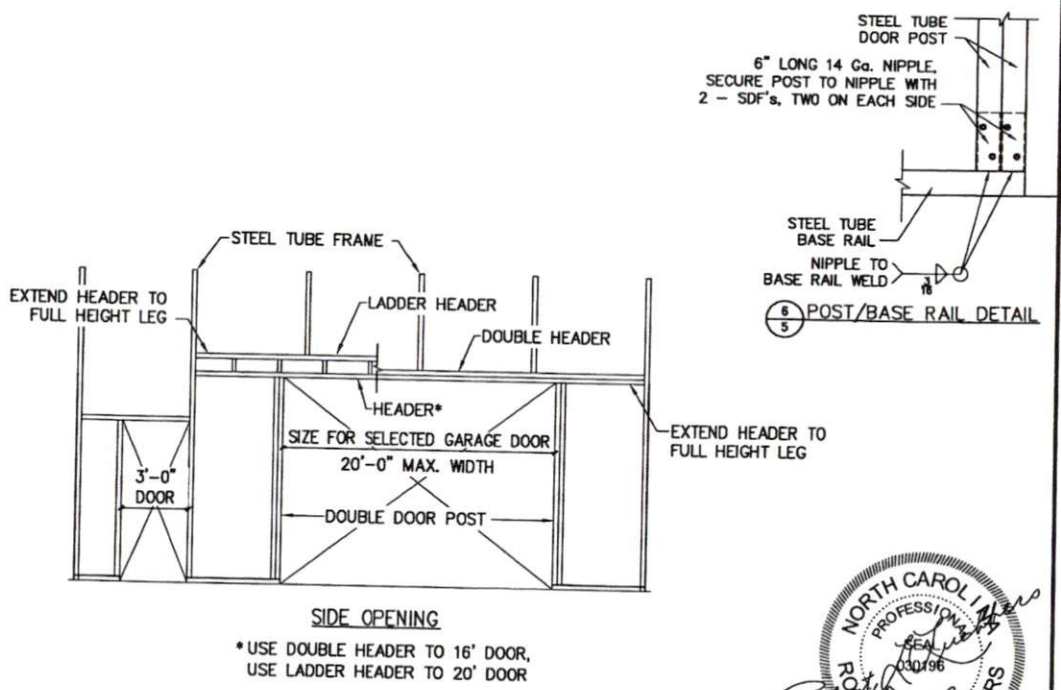 STEEL TUBE
DOOR POST
6" LONG 14 Ga. NIPPLE,
SECURE POST TO NIPPLE WITH
2 – SDF's, TWO ON EACH SIDE
STEEL TUBE
BASE RAIL
NIPPLE TO
BASE RAIL WELD
3
16
6
5
POST/BASE RAIL DETAIL
STEEL TUBE FRAME
EXTEND HEADER TO
FULL HEIGHT LEG
LADDER HEADER
DOUBLE HEADER
HEADER*
SIZE FOR SELECTED GARAGE DOOR
20'-0" MAX. WIDTH
EXTEND HEADER TO
FULL HEIGHT LEG
3'-0"
DOOR
DOUBLE DOOR POST
SIDE OPENING
*USE DOUBLE HEADER TO 16' DOOR,
USE LADDER HEADER TO 20' DOOR
NORTH CAROLI
PROFESSIONA
SEAL
030196